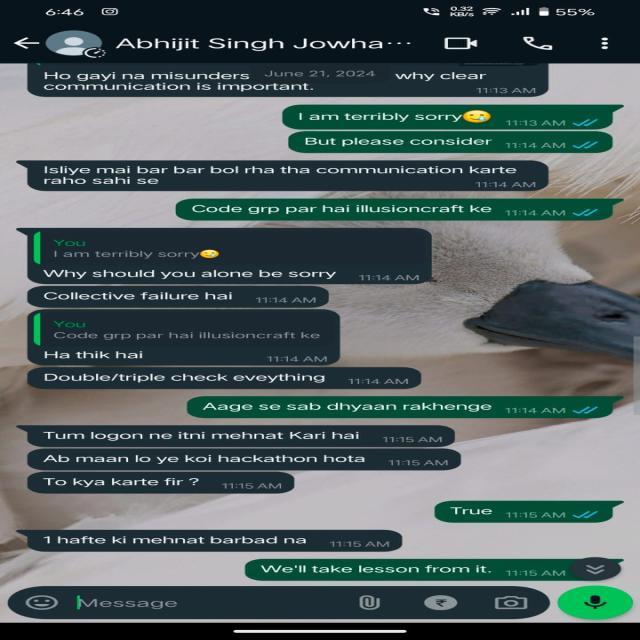 6:46
0.32
KB/s
55%
Abhijit Singh Jowha...
Ho gayi na misunders
June 21, 2024
why clear
communication is important.
11:13 AM
I am terribly sorry😢 11:13 AM
But please consider 11:14 AM
Isliye mai bar bar bol rha tha communication karte
raho sahi se
11:14 AM
Code grp par hai illusioncraft ke 11:14 AM
You
I am terribly sorry😢
Why should you alone be sorry 11:14 AM
Collective failure hai 11:14 AM
You
Code grp par hai illusioncraft ke
Ha thik hai 11:14 AM
Double/triple check eveything 11:14 AM
Aage se sab dhyaan rakhenge 11:14 AM
Tum logon ne itni mehnat Kari hai 11:15 AM
Ab maan lo ye koi hackathon hota 11:15 AM
To kya karte fir ? 11:15 AM
True 11:15 AM
1 hafte ki mehnat barbad na 11:15 AM
We'll take lesson from it. 11:15 AM
Message